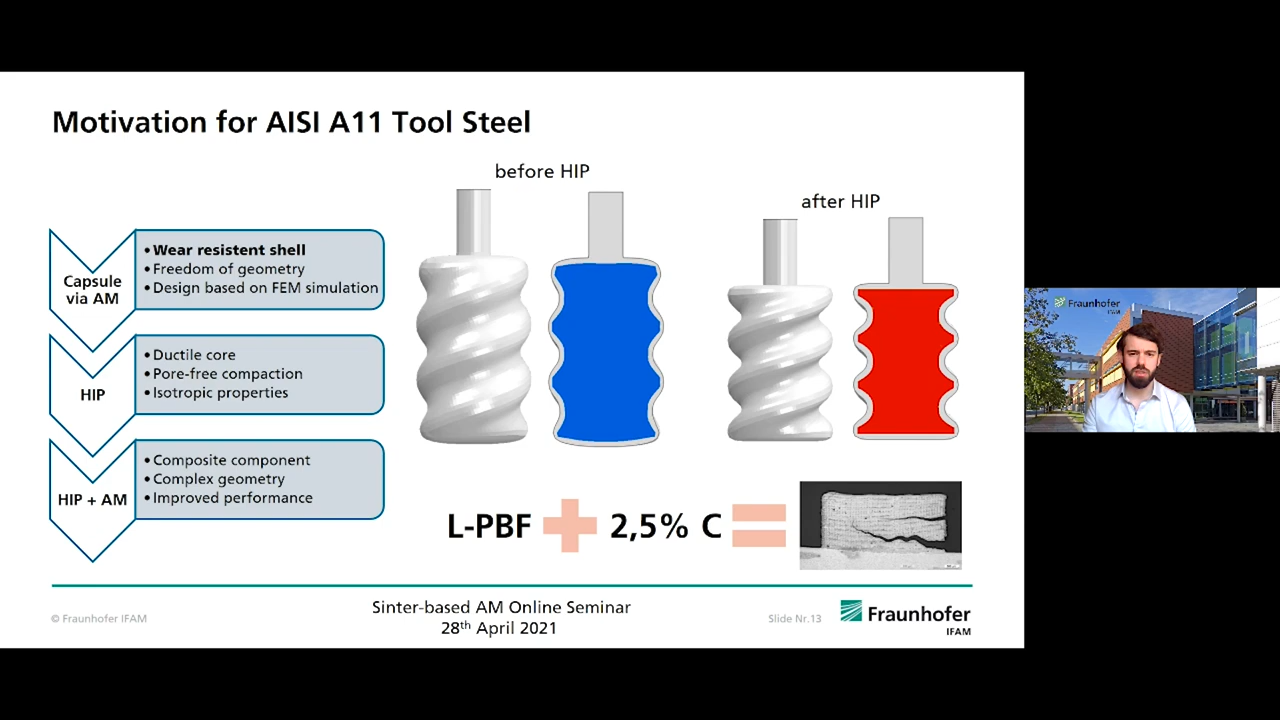 Motivation for AISI A11 Tool Steel
before HIP
after HIP
Capsule
via AM
•Wear resistent shell
•Freedom of geometry
•Design based on FEM simulation
HIP
•Ductile core
•Pore-free compaction
•Isotropic properties
HIP + AM
•Composite component
•Complex geometry
•Improved performance
L-PBF + 2,5% C =
© Fraunhofer IFAM
Sinter-based AM Online Seminar
28th April 2021
Slide Nr.13
Fraunhofer
IFAM
Fraunhofer
IFAM